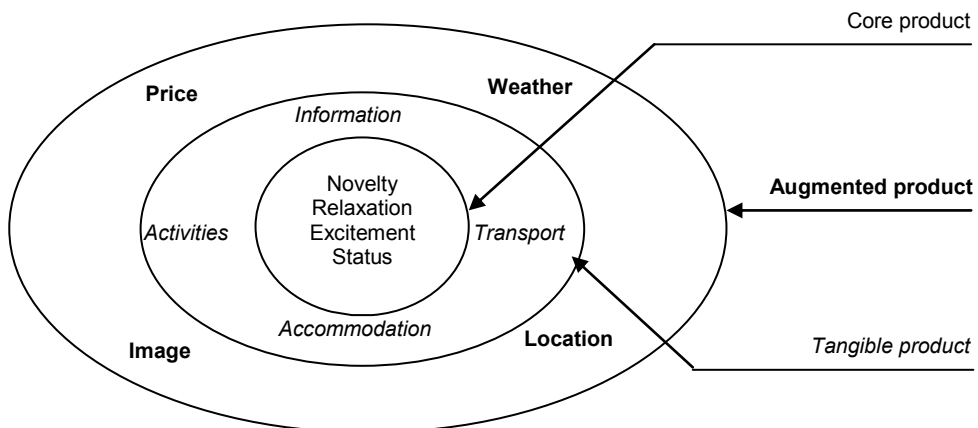 Core product
Price
Weather
Information
Novelty
Relaxation
Excitement
Status
Augmented product
Activities
Transport
Accommodation
Location
Image
Tangible product